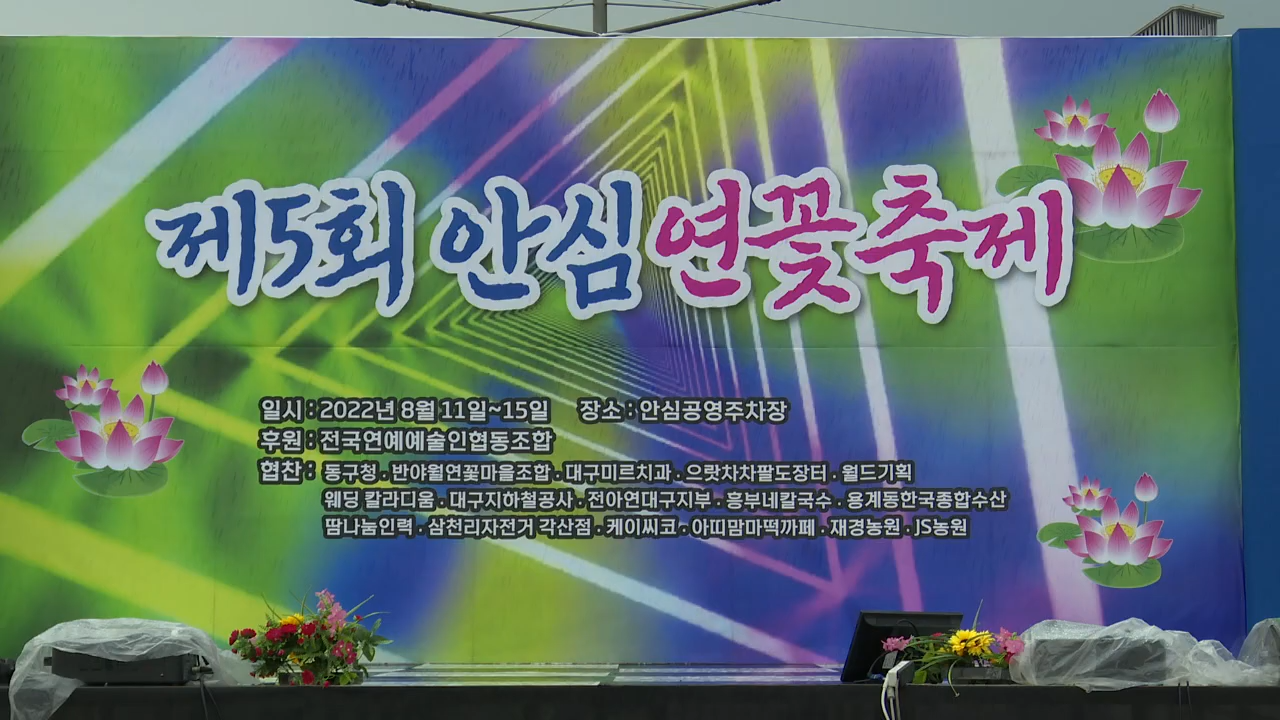 제5회 안심 연꽃축제
일시 : 2022년 8월 11일~15일 장소 : 안심공영주차장
후원 : 전국연예예술인협동조합
협찬 : 동구청 . 반야월연꽃마을조합 . 대구미르치과 . 으랏차차팔도장터 . 월드기획
웨딩 칼라디움 . 대구지하철공사 . 전아연대구지부 . 흥부네칼국수 . 용계동한국종합수산
땀나눔인력 . 삼천리자전거 각산점 . 케이씨코 . 아띠맘마떡까페 . 재경농원 . JS농원